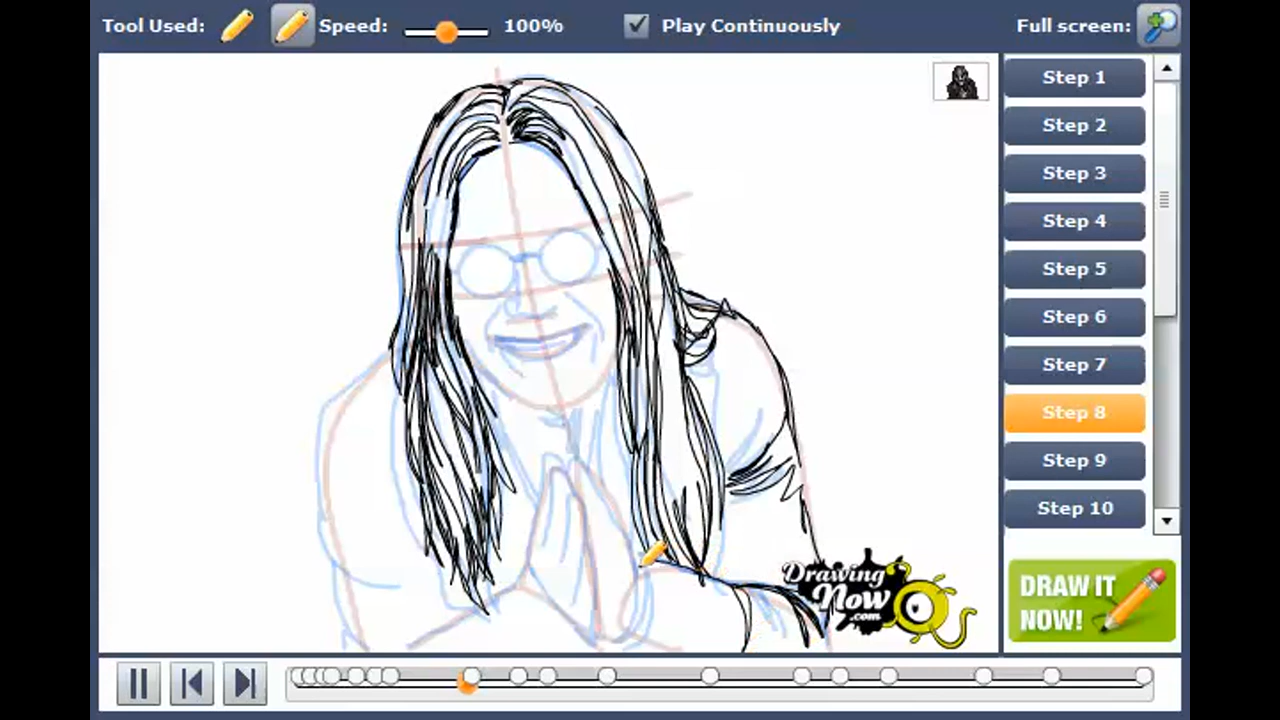 Tool Used:
Speed:
100%
Play Continuously
Full screen:
Step 1
Step 2
Step 3
Step 4
Step 5
Step 6
Step 7
Step 8
Step 9
Step 10
Drawing
Now
.com
DRAW IT
NOW!